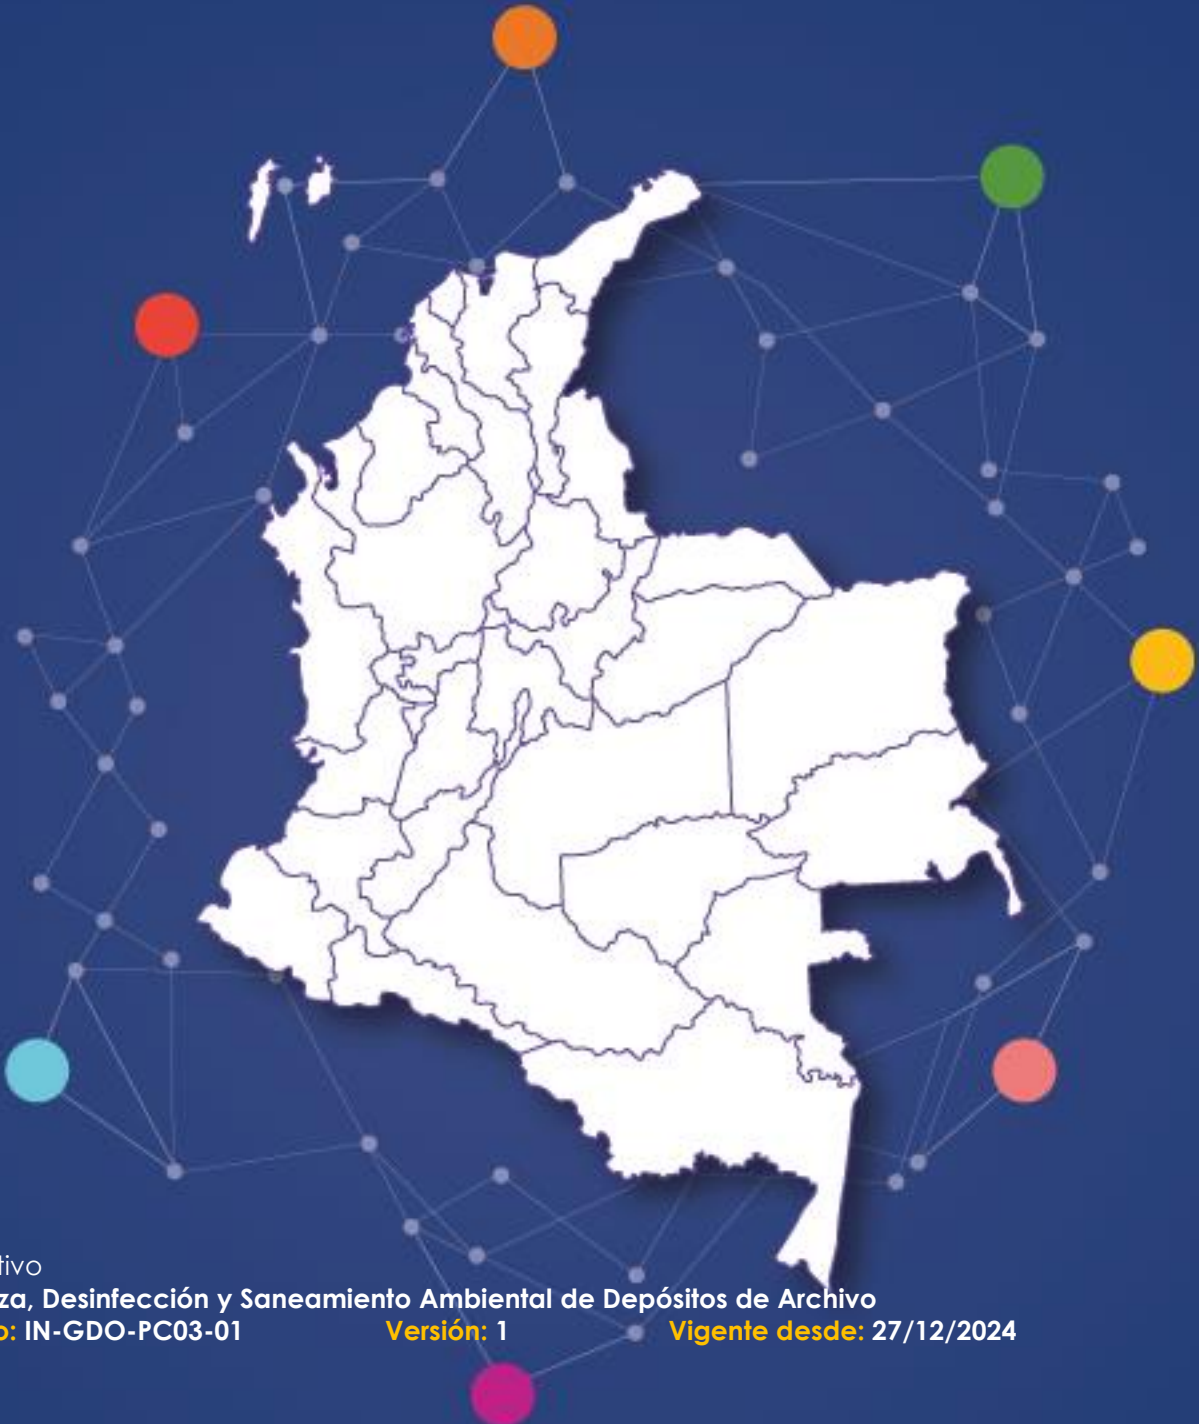 tivo
za, Desinfección y Saneamiento Ambiental de Depósitos de Archivo
o: IN-GDO-PC03-01 Versión: 1 Vigente desde: 27/12/2024